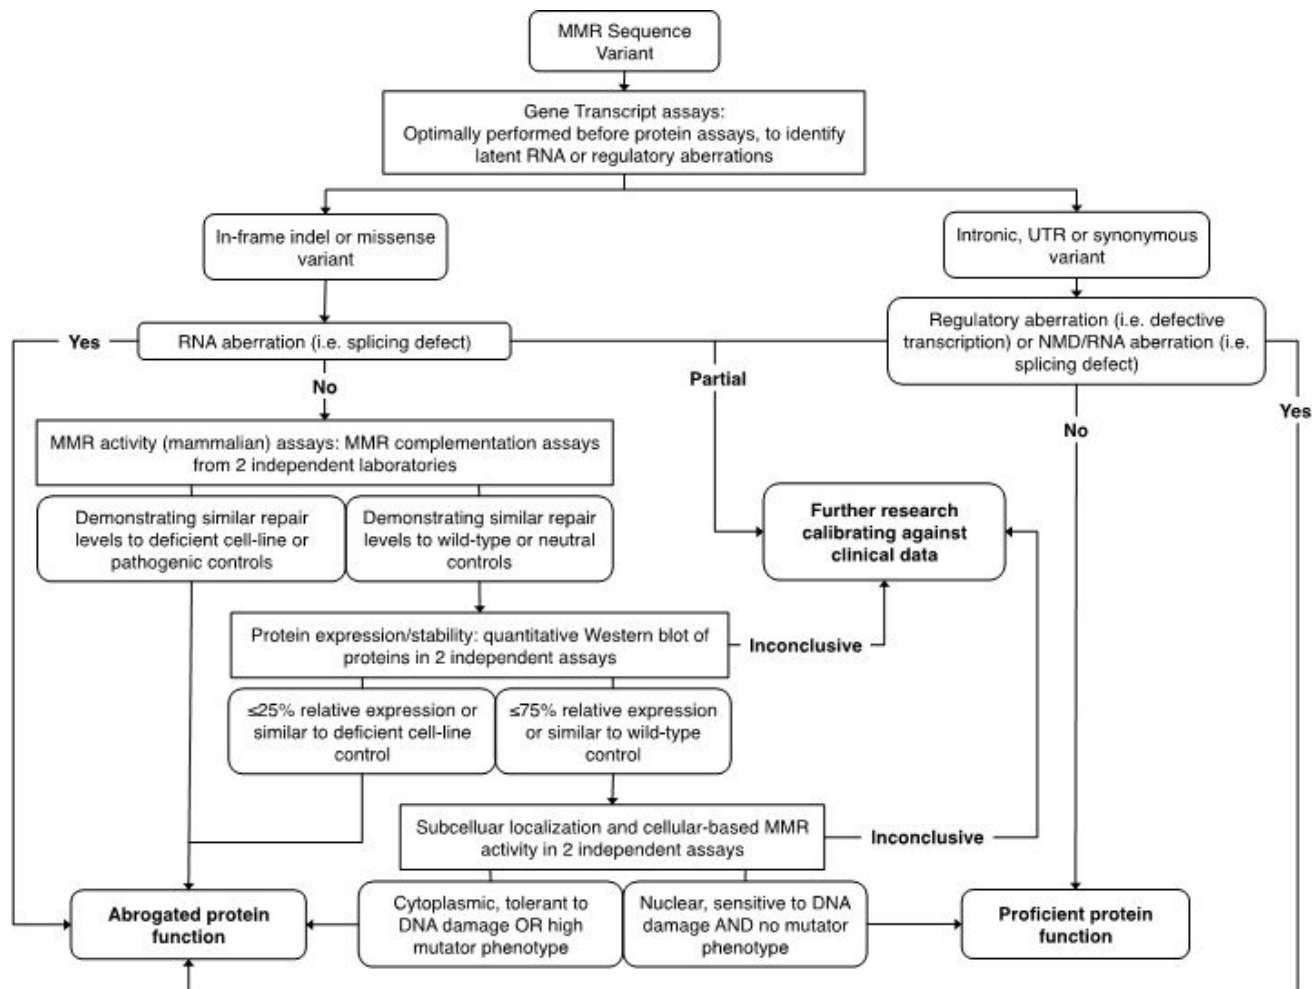 MMR Sequence
Variant
Gene Transcript assays:
Optimally performed before protein assays, to identify
latent RNA or regulatory aberrations
In-frame indel or missense
variant
Intronic, UTR or synonymous
variant
Yes
RNA aberration (i.e. splicing defect)
Regulatory aberration (i.e. defective
transcription) or NMD/RNA aberration (i.e.
splicing defect)
No
Partial
Yes
No
MMR activity (mammalian) assays: MMR complementation assays
from 2 independent laboratories
Demonstrating similar repair
levels to deficient cell-line or
pathogenic controls
Demonstrating similar repair
levels to wild-type or neutral
controls
Further research
calibrating against
clinical data
Protein expression/stability: quantitative Western blot of
proteins in 2 independent assays
Inconclusive
≤25% relative expression or
similar to deficient cell-line
control
≤75% relative expression
or similar to wild-type
control
Subcelluar localization and cellular-based MMR
activity in 2 independent assays
Inconclusive
Abrogated protein
function
Cytoplasmic, tolerant to
DNA damage OR high
mutator phenotype
Nuclear, sensitive to DNA
damage AND no mutator
phenotype
Proficient protein
function